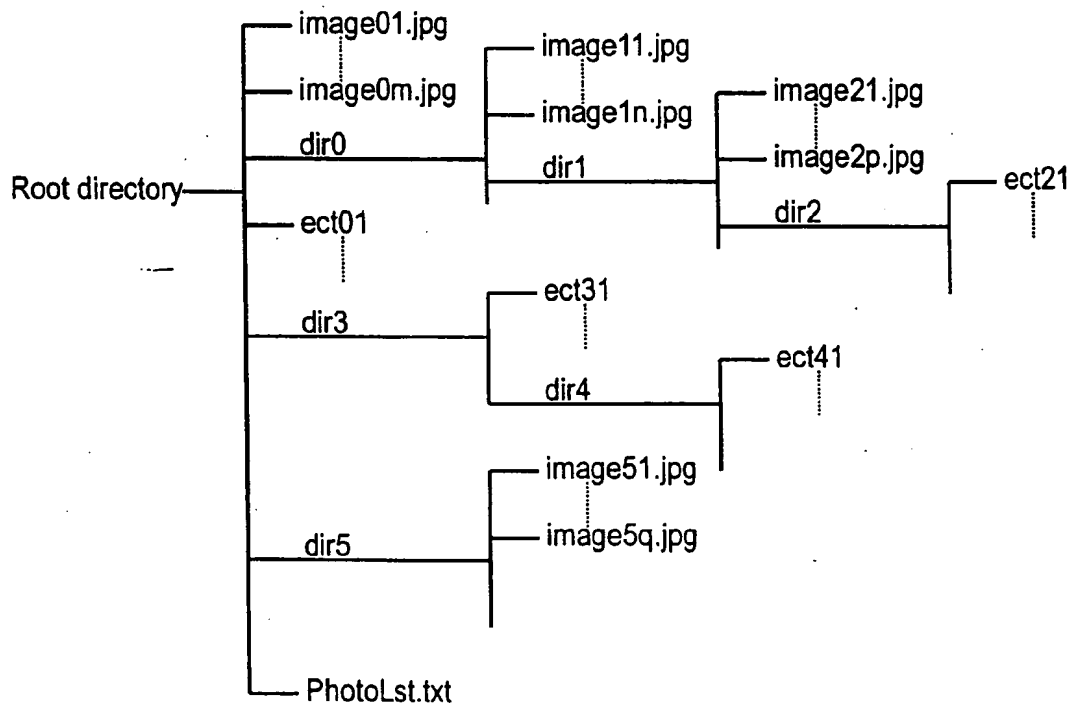 image01.jpg
image0m.jpg
dir0
image11.jpg
image1n.jpg
dir1
image21.jpg
image2p.jpg
dir2
ect21
Root directory
ect01
dir3
ect31
dir4
ect41
dir5
image51.jpg
image5q.jpg
PhotoLst.txt